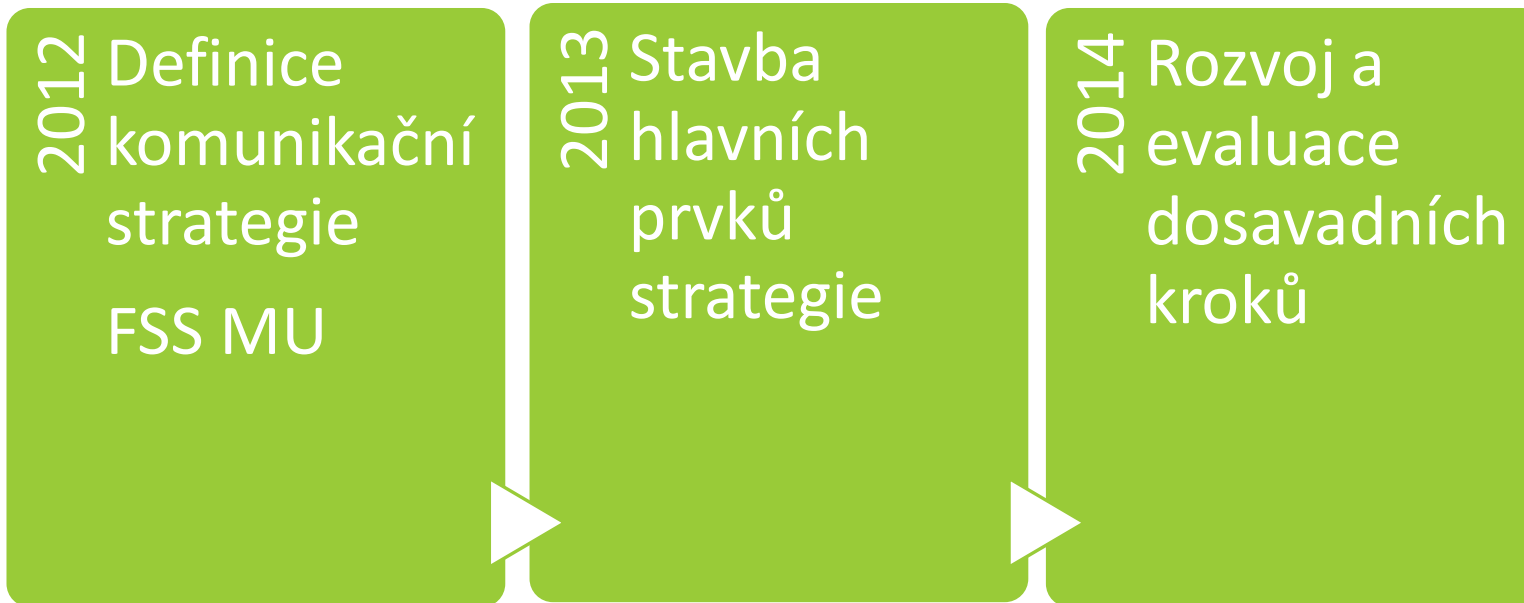 2012
Definice
komunikační
strategie
FSS MU
2013
Stavba
hlavních
prvků
strategie
2014
Rozvoj a
evaluace
dosavadních
kroků